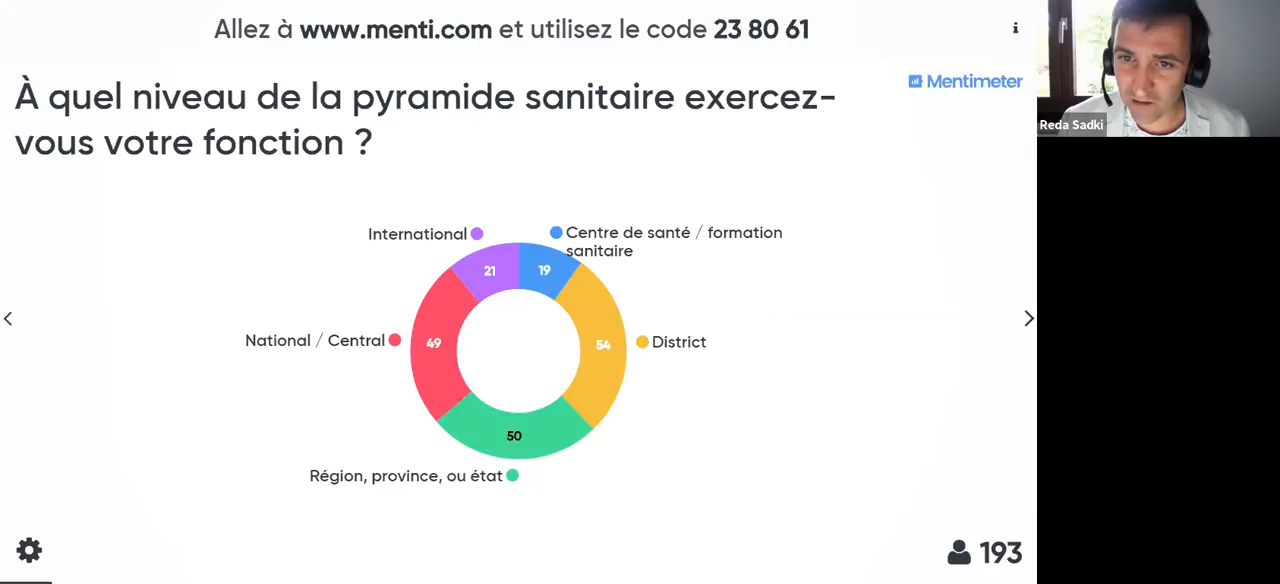 Allez à www.menti.com et utilisez le code 23 80 61
i
Mentimeter
À quel niveau de la pyramide sanitaire exercez-
vous votre fonction ?
Reda Sadki
International
Centre de santé / formation
sanitaire
21
19
National / Central
49
54
District
50
Région, province, ou état
193